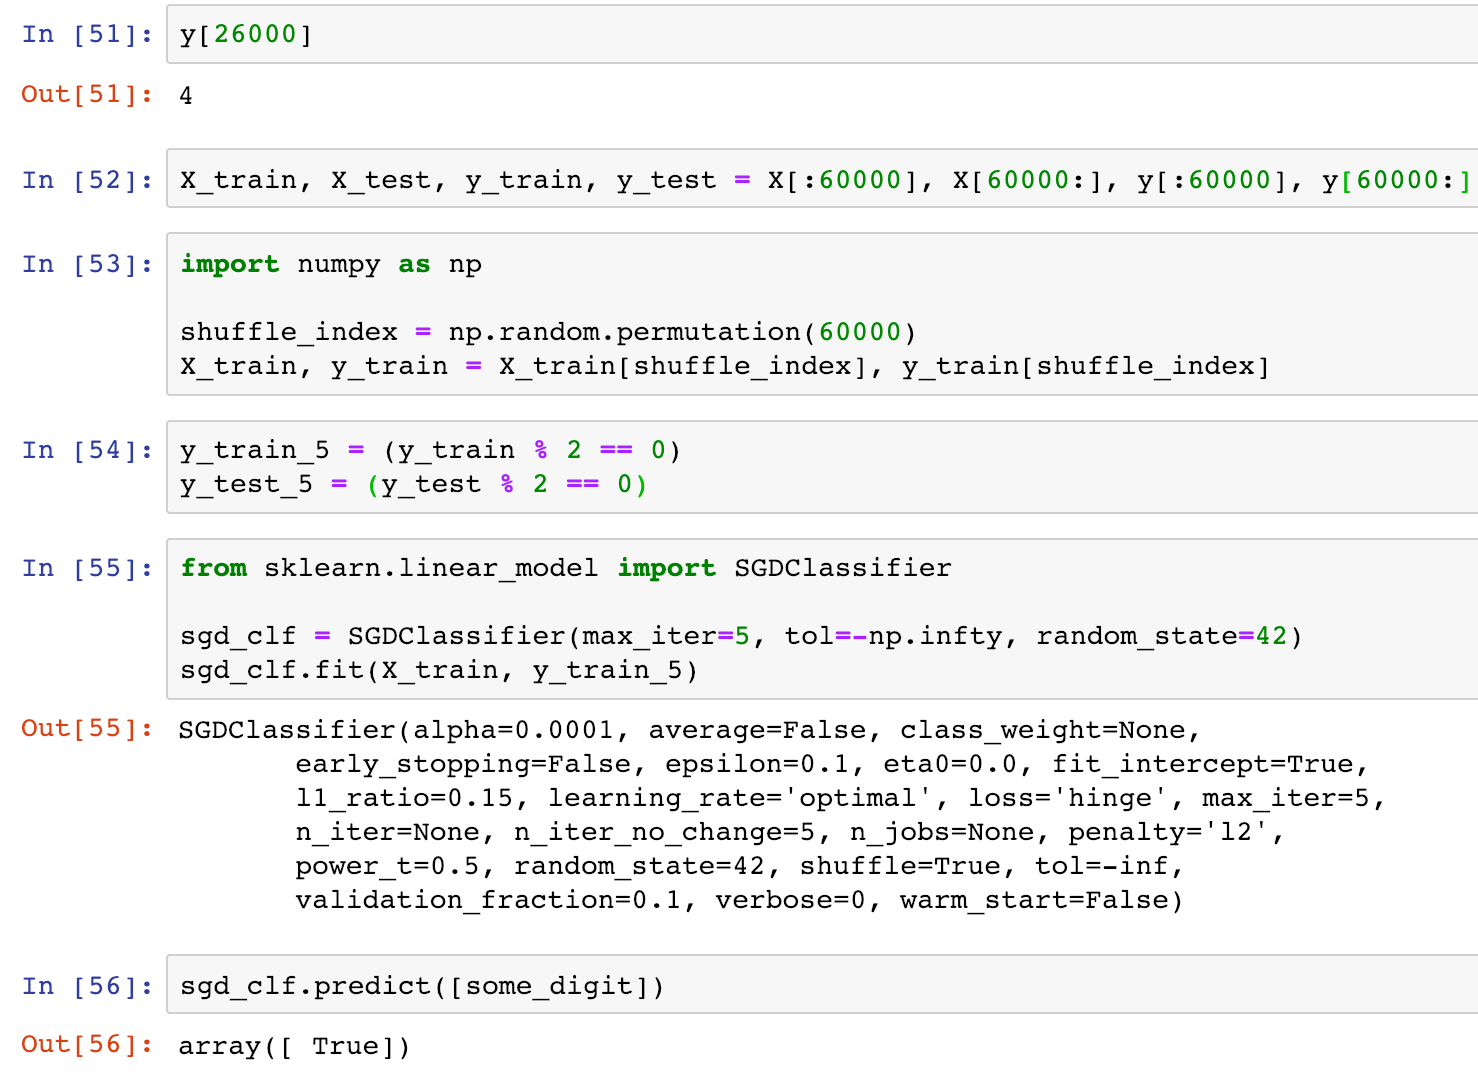 In [51]: y[26000]
Out[51]: 4
In [52]: X_train, X_test, y_train, y_test = X[:60000], X[60000:], y[:60000], y[60000:]
In [53]: import numpy as np
shuffle_index = np.random.permutation(60000)
X_train, y_train = X_train[shuffle_index], y_train[shuffle_index]
In [54]: y_train_5 = (y_train % 2 == 0)
y_test_5 = (y_test % 2 == 0)
In [55]: from sklearn.linear_model import SGDClassifier
sgd_clf = SGDClassifier(max_iter=5, tol=-np.infty, random_state=42)
sgd_clf.fit(X_train, y_train_5)
Out[55]: SGDClassifier(alpha=0.0001, average=False, class_weight=None,
early_stopping=False, epsilon=0.1, eta0=0.0, fit_intercept=True,
l1_ratio=0.15, learning_rate='optimal', loss='hinge', max_iter=5,
n_iter=None, n_iter_no_change=5, n_jobs=None, penalty='l2',
power_t=0.5, random_state=42, shuffle=True, tol=-inf,
validation_fraction=0.1, verbose=0, warm_start=False)
In [56]: sgd_clf.predict([some_digit])
Out[56]: array([ True])